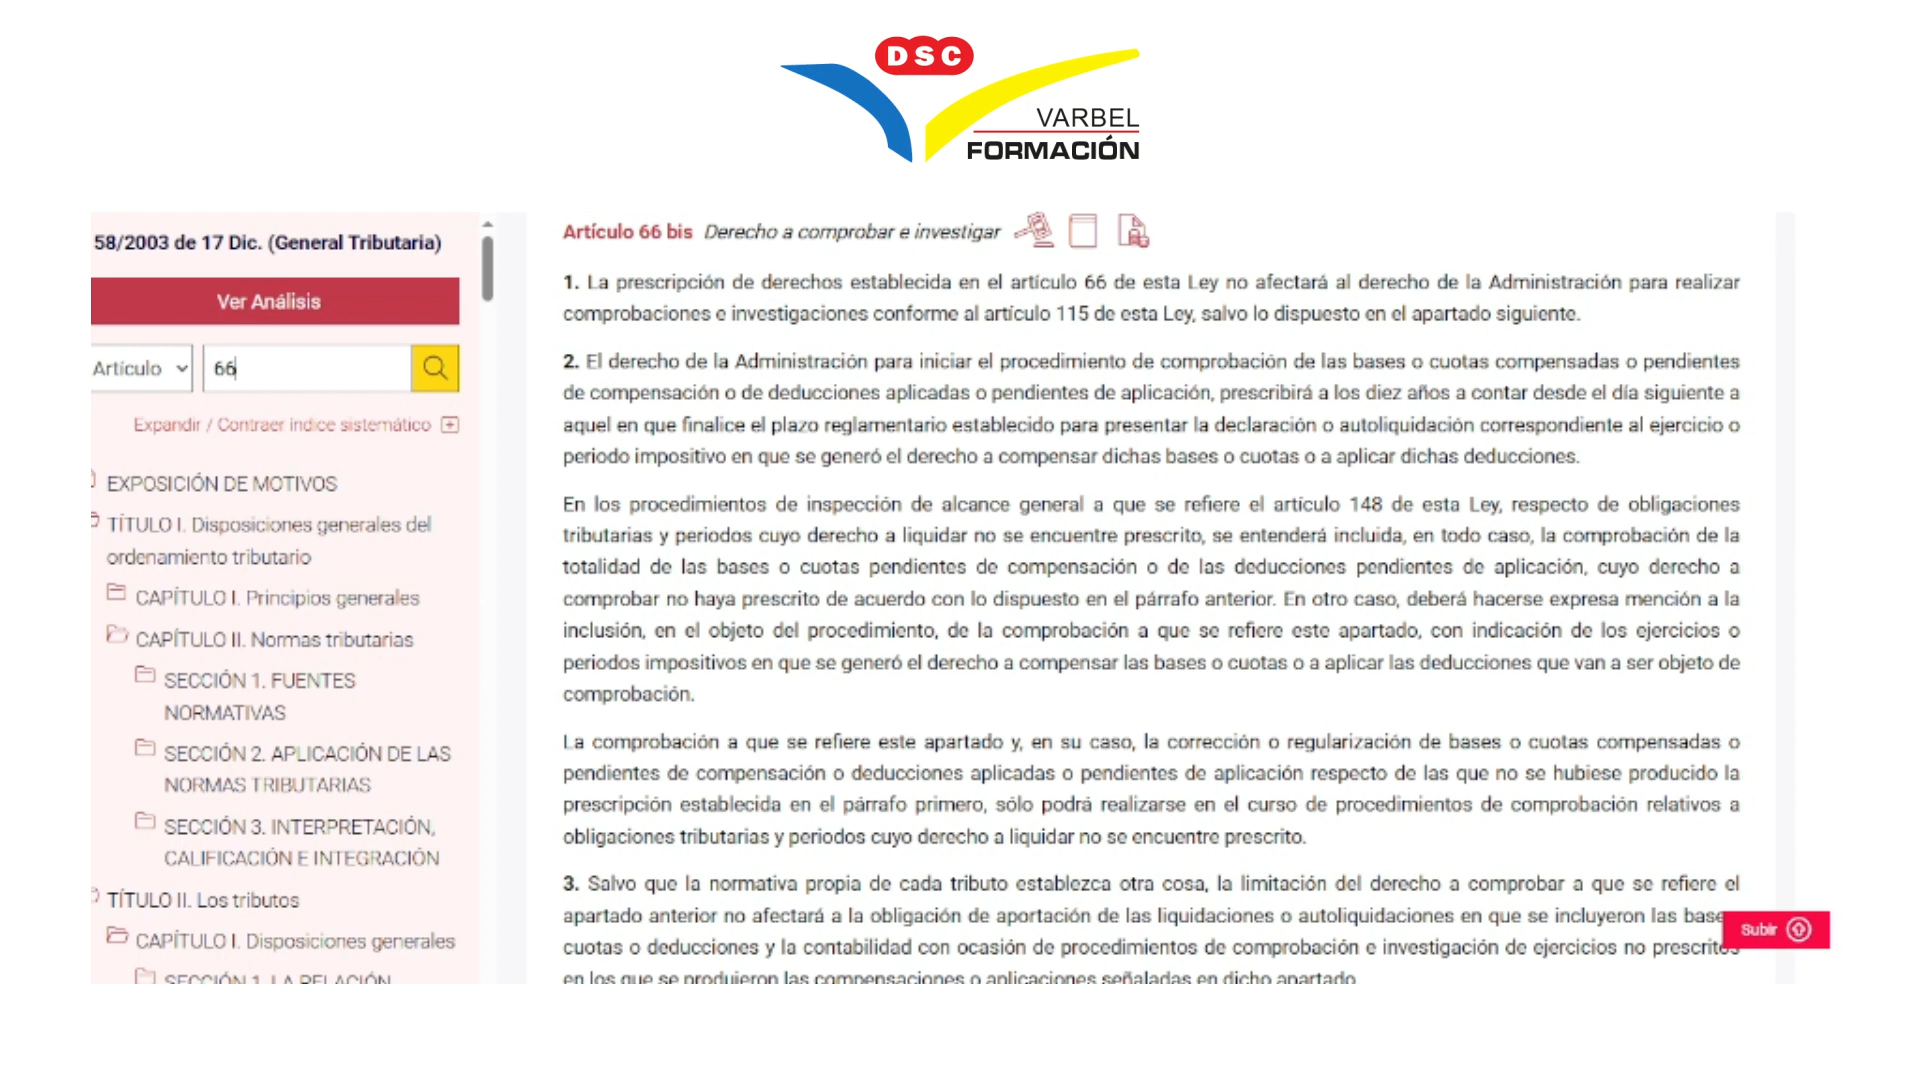 DSC
VARBEL
FORMACIÓN
58/2003 de 17 Dic. (General Tributaria)
Ver Análisis
Artículo
66
Expandir / Contraer índice sistemático
EXPOSICIÓN DE MOTIVOS
TÍTULO I. Disposiciones generales del
ordenamiento tributario
CAPÍTULO I. Principios generales
CAPÍTULO II. Normas tributarias
SECCIÓN 1. FUENTES
NORMATIVAS
SECCIÓN 2. APLICACIÓN DE LAS
NORMAS TRIBUTARIAS
SECCIÓN 3. INTERPRETACIÓN,
CALIFICACIÓN E INTEGRACIÓN
TÍTULO II. Los tributos
CAPÍTULO I. Disposiciones generales
SECCIÓN 1. LA RELACIÓN
Artículo 66 bis Derecho a comprobar e investigar
1. La prescripción de derechos establecida en el artículo 66 de esta Ley no afectará al derecho de la Administración para realizar
comprobaciones e investigaciones conforme al artículo 115 de esta Ley, salvo lo dispuesto en el apartado siguiente.
2. El derecho de la Administración para iniciar el procedimiento de comprobación de las bases o cuotas compensadas o pendientes
de compensación o de deducciones aplicadas o pendientes de aplicación, prescribirá a los diez años a contar desde el día siguiente a
aquel en que finalice el plazo reglamentario establecido para presentar la declaración o autoliquidación correspondiente al ejercicio o
periodo impositivo en que se generó el derecho a compensar dichas bases o cuotas o a aplicar dichas deducciones.
En los procedimientos de inspección de alcance general a que se refiere el artículo 148 de esta Ley, respecto de obligaciones
tributarias y periodos cuyo derecho a liquidar no se encuentre prescrito, se entenderá incluida, en todo caso, la comprobación de la
totalidad de las bases o cuotas pendientes de compensación o de las deducciones pendientes de aplicación, cuyo derecho a
comprobar no haya prescrito de acuerdo con lo dispuesto en el párrafo anterior. En otro caso, deberá hacerse expresa mención a la
inclusión, en el objeto del procedimiento, de la comprobación a que se refiere este apartado, con indicación de los ejercicios o
periodos impositivos en que se generó el derecho a compensar las bases o cuotas o a aplicar las deducciones que van a ser objeto de
comprobación.
La comprobación a que se refiere este apartado y, en su caso, la corrección o regularización de bases o cuotas compensadas o
pendientes de compensación o deducciones aplicadas o pendientes de aplicación respecto de las que no se hubiese producido la
prescripción establecida en el párrafo primero, sólo podrá realizarse en el curso de procedimientos de comprobación relativos a
obligaciones tributarias y periodos cuyo derecho a liquidar no se encuentre prescrito.
3. Salvo que la normativa propia de cada tributo establezca otra cosa, la limitación del derecho a comprobar a que se refiere el
apartado anterior no afectará a la obligación de aportación de las liquidaciones o autoliquidaciones en que se incluyeron las base
cuotas o deducciones y la contabilidad con ocasión de procedimientos de comprobación e investigación de ejercicios no prescritos
en los que se produjeron las compensaciones o aplicaciones señaladas en dicho apartado
Subir